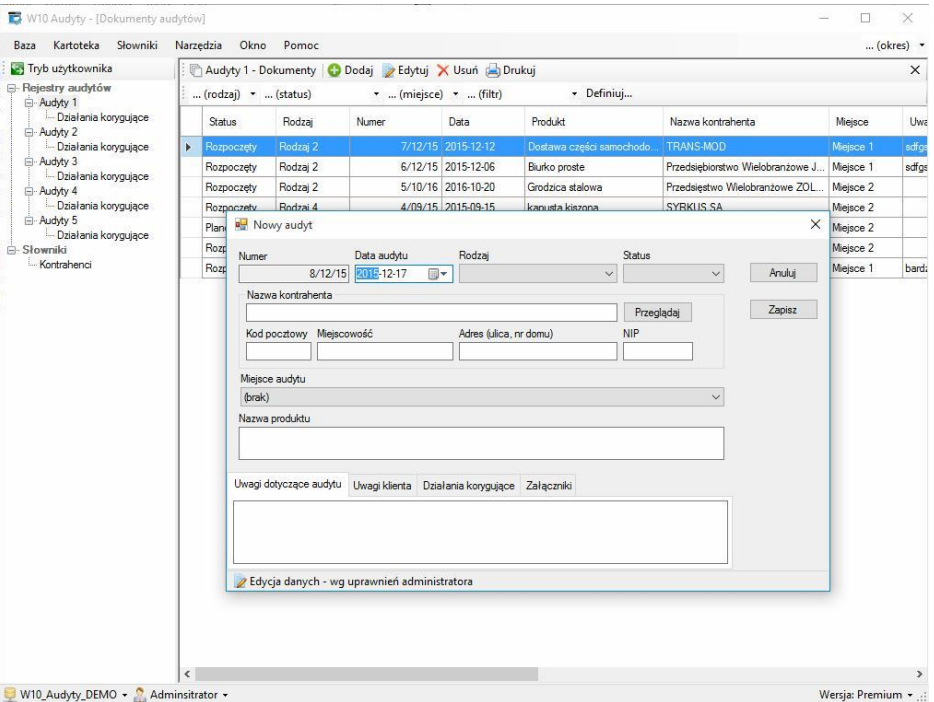 W10 Audyty - [Dokumenty audytów]
Baza Kartoteka Słowniki Narzędzia Okno Pomoc ... (okres)
Tryb użytkownika
Audyty 1 - Dokumenty Dodaj Edytuj Usuń Drukuj
Rejestry audytów
Audyty 1
Działania korygujące
Audyty 2
Działania korygujące
Audyty 3
Działania korygujące
Audyty 4
Działania korygujące
Audyty 5
Działania korygujące
Słowniki
Kontrahenci
... (rodzaj) ... (status) ... (miejsce) ... (filtr) Definiuj...
Status Rodzaj Numer Data Produkt Nazwa kontrahenta Miejsce Uwa
Rozpoczęty Rodzaj 2 7/12/15 2015-12-12 Dostawa części samochodo... TRANS-MOD Miejsce 1 sdfgs
Rozpoczęty Rodzaj 2 6/12/15 2015-12-06 Biurko proste Przedsiębiorstwo Wielobranżowe J... Miejsce 1 sdfgs
Rozpoczęty Rodzaj 2 5/10/16 2016-10-20 Grodzica stalowa Przedsięstwo Wielobranżowe ZOL... Miejsce 2
Rozpoczęty Rodzaj 4 4/09/15 2015-09-15 kapusta kiszona SYRKUS SA Miejsce 2
Plan Miejsce 2
Rozp Miejsce 2
Rozp Miejsce 1 bardz
Nowy audyt
Numer Data audytu Rodzaj Status
8/12/15 2015-12-17 Anuluj
Nazwa kontrahenta
Przeglądaj Zapisz
Kod pocztowy Miejscowość Adres (ulica, nr domu) NIP
Miejsce audytu
(brak)
Nazwa produktu
Uwagi dotyczące audytu Uwagi klienta Działania korygujące Załączniki
Edycja danych - wg uprawnień administratora
W10_Audyty_DEMO Adminsitrator Wersja: Premium